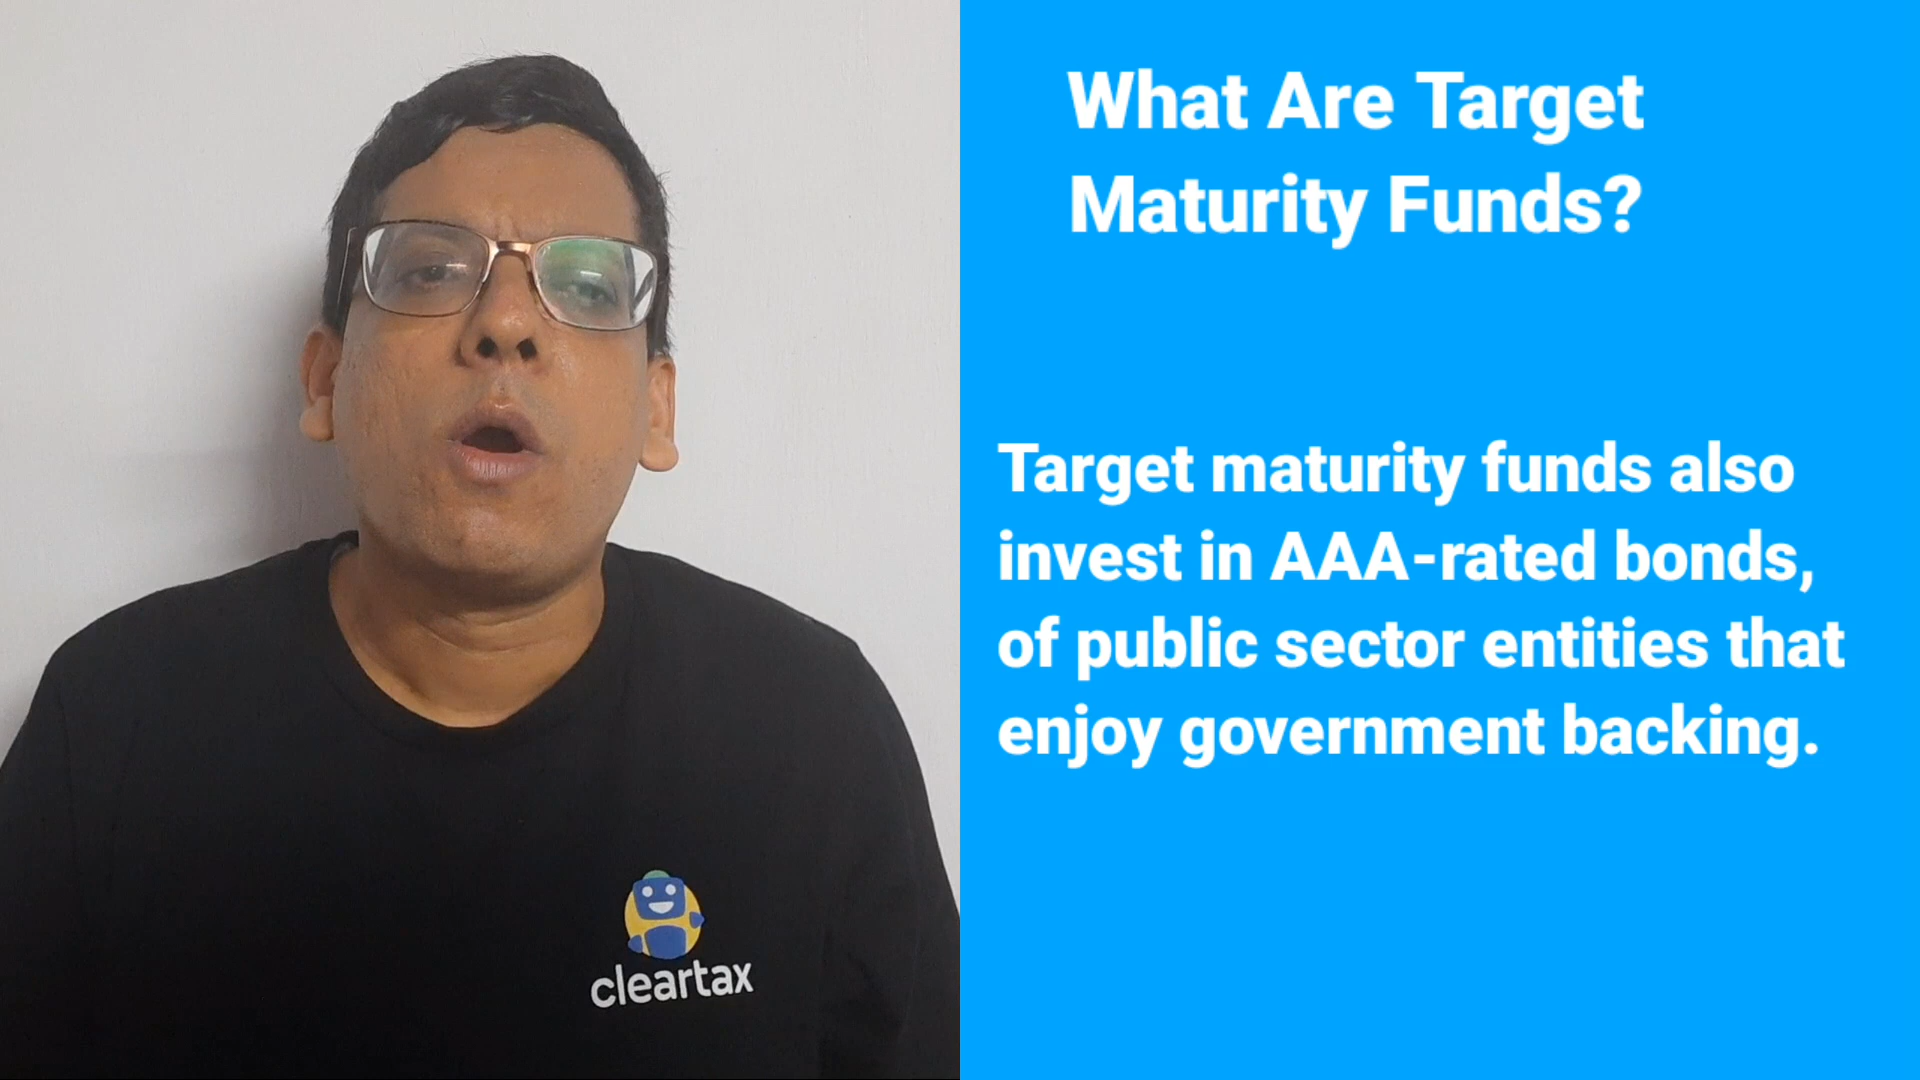 What Are Target
Maturity Funds?
Target maturity funds also
invest in AAA-rated bonds,
of public sector entities that
enjoy government backing.
cleartax